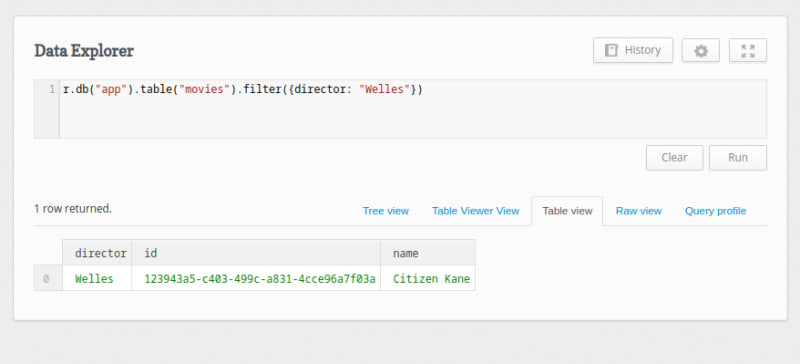 Data Explorer
History
1 r.db("app").table("movies").filter({director: "Welles"})
Clear Run
1 row returned.
Tree view Table Viewer View Table view Raw view Query profile
director id name
0 Welles 123943a5-c403-499c-a831-4cce96a7f03a Citizen Kane